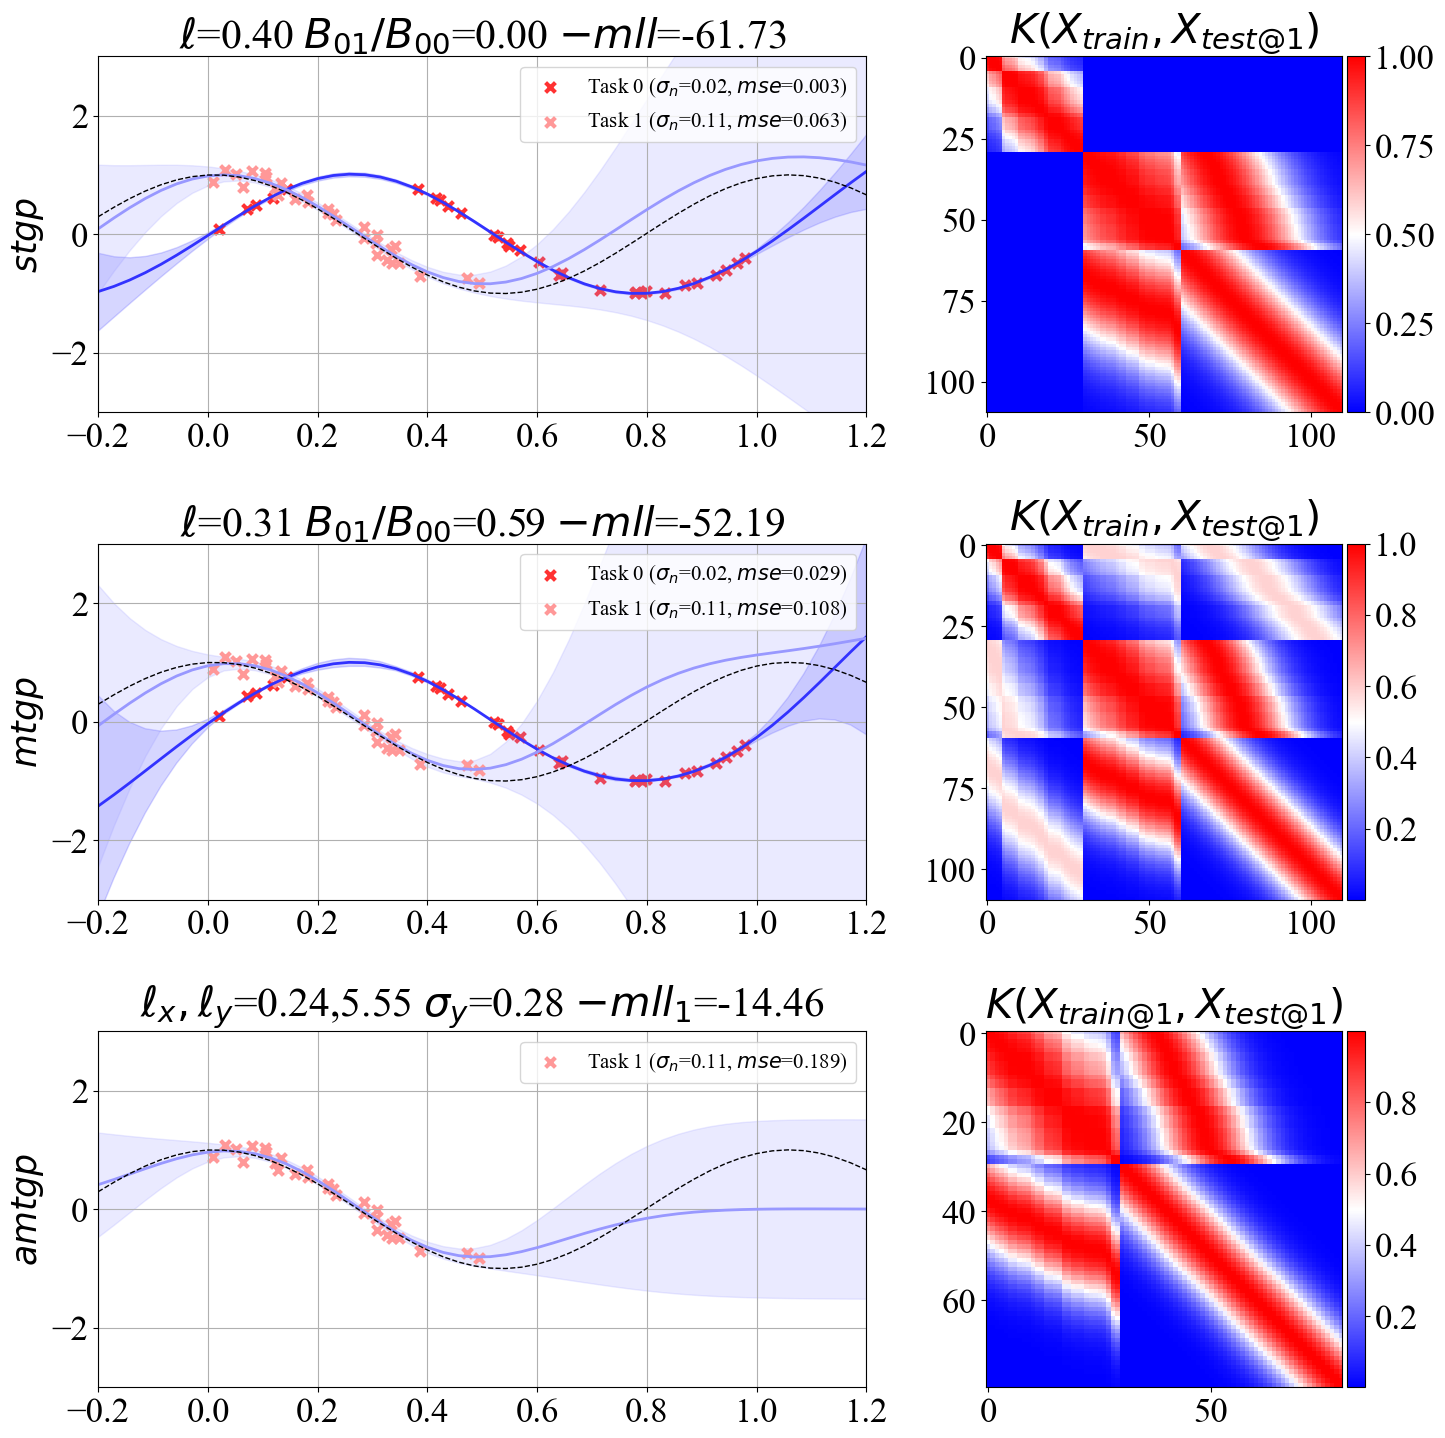 ℓ=0.40 B₀₁/B₀₀=0.00 −mll=-61.73
K(X_train, X_test@1)
stgp
Task 0 (σₙ=0.02, mse=0.003)
Task 1 (σₙ=0.11, mse=0.063)
2
0
−2
−0.2 0.0 0.2 0.4 0.6 0.8 1.0 1.2
0
25
50
75
100
0 50 100
1.00
0.75
0.50
0.25
0.00
ℓ=0.31 B₀₁/B₀₀=0.59 −mll=-52.19
K(X_train, X_test@1)
mtgp
Task 0 (σₙ=0.02, mse=0.029)
Task 1 (σₙ=0.11, mse=0.108)
2
0
−2
−0.2 0.0 0.2 0.4 0.6 0.8 1.0 1.2
0
25
50
75
100
0 50 100
1.0
0.8
0.6
0.4
0.2
ℓₓ, ℓ_y=0.24,5.55 σ_y=0.28 −mll₁=-14.46
K(X_train@1, X_test@1)
amtgp
Task 1 (σₙ=0.11, mse=0.189)
2
0
−2
−0.2 0.0 0.2 0.4 0.6 0.8 1.0 1.2
0
20
40
60
0 50
0.8
0.6
0.4
0.2